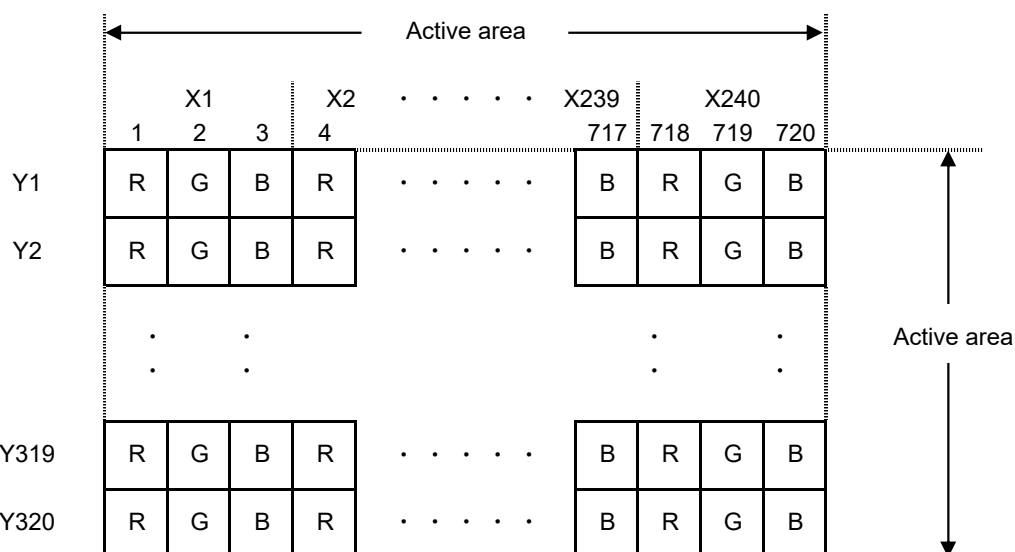 Active area
X1 X2 · · · · · X239 X240
1 2 3 4 717 718 719 720
Y1 R G B R · · · · · B R G B
Y2 R G B R · · · · · B R G B
Active area
Y319 R G B R · · · · · B R G B
Y320 R G B R · · · · · B R G B